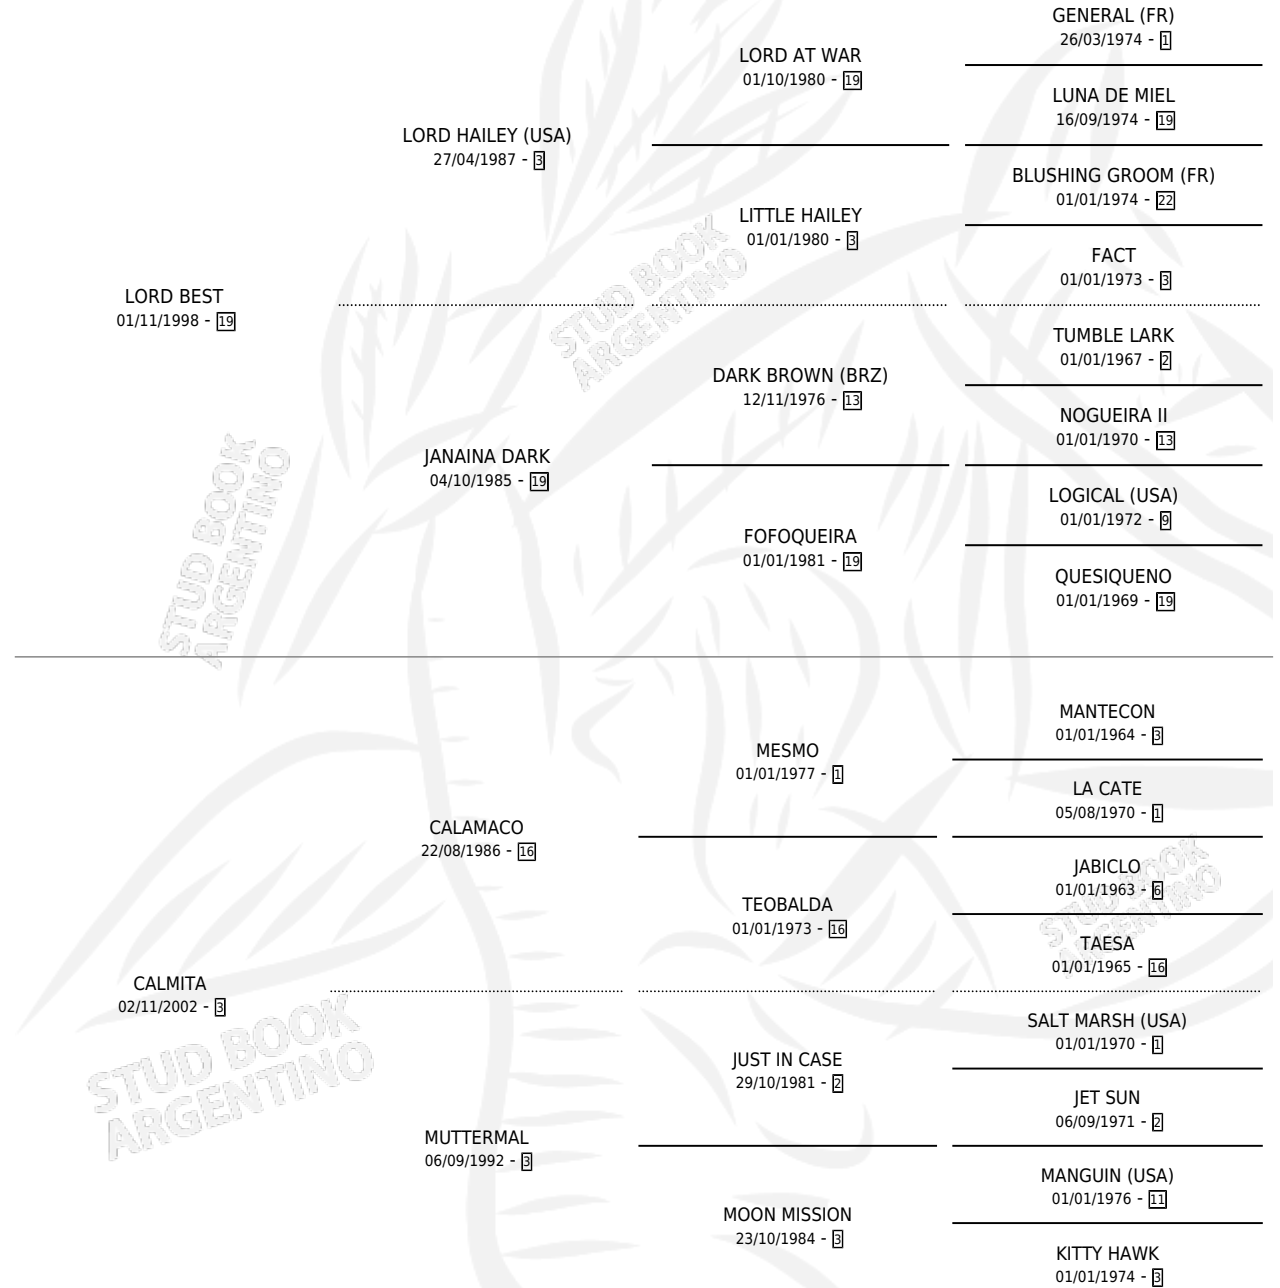 GENERAL (FR)
26/03/1974 - 1
LORD AT WAR
01/10/1980 - 19
LUNA DE MIEL
16/09/1974 - 19
LORD HAILEY (USA)
27/04/1987 - 3
BLUSHING GROOM (FR)
01/01/1974 - 22
LITTLE HAILEY
01/01/1980 - 3
FACT
01/01/1973 - 3
LORD BEST
01/11/1998 - 19
TUMBLE LARK
01/01/1967 - 2
DARK BROWN (BRZ)
12/11/1976 - 13
NOGUEIRA II
01/01/1970 - 13
JANAINA DARK
04/10/1985 - 19
LOGICAL (USA)
01/01/1972 - 9
FOFOQUEIRA
01/01/1981 - 19
QUESIQUENO
01/01/1969 - 19
MANTECON
01/01/1964 - 3
MESMO
01/01/1977 - 1
LA CATE
05/08/1970 - 1
CALAMACO
22/08/1986 - 16
JABICLO
01/01/1963 - 6
TEOBALDA
01/01/1973 - 16
TAESA
01/01/1965 - 16
CALMITA
02/11/2002 - 3
SALT MARSH (USA)
01/01/1970 - 1
JUST IN CASE
29/10/1981 - 2
JET SUN
06/09/1971 - 2
MUTTERMAL
06/09/1992 - 3
MANGUIN (USA)
01/01/1976 - 11
MOON MISSION
23/10/1984 - 3
KITTY HAWK
01/01/1974 - 3
STUD BOOK
ARGENTINO
STUD BOOK
ARGENTINO
STUD BOOK
ARGENTINO
STUD BOOK
ARGENTINO